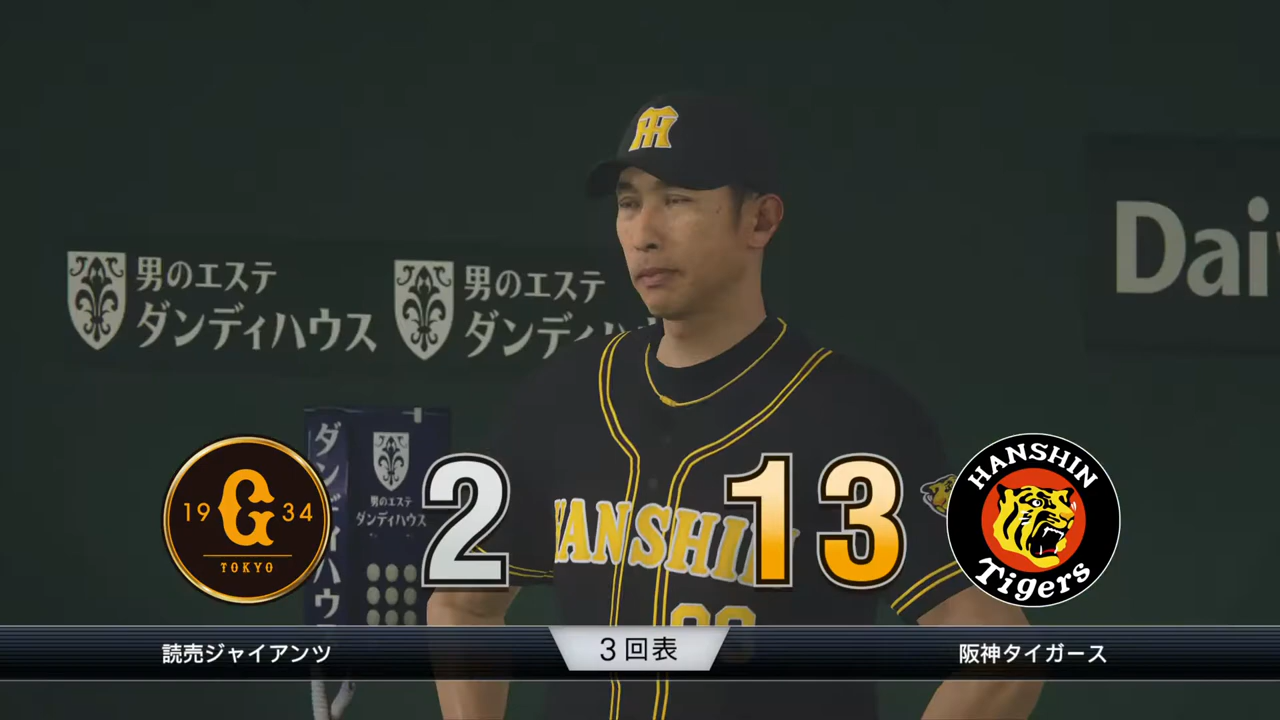 男のエステ
ダンディハウス
男のエステ
Dai
ダンディハウ
男のエステ
ダンディハウス
HANSHIN
19 G 34
TOKYO
2
13
HANSHIN
Tigers
読売ジャイアンツ
3回表
阪神タイガース